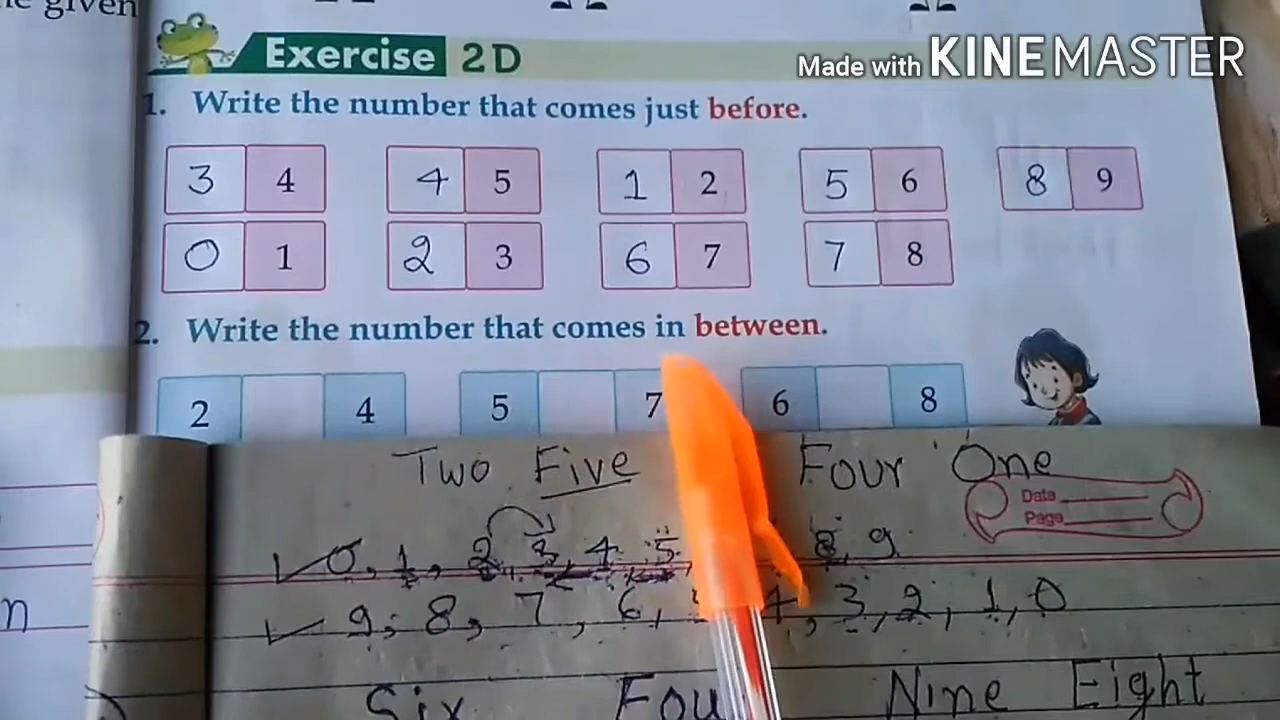 he given
Exercise 2D
Made with KINEMASTER
1. Write the number that comes just before.
3 4 4 5 1 2 5 6 8 9
0 1 2 3 6 7 7 8
2. Write the number that comes in between.
2 4 5 7 6 8
Two Five Four One
Date
Page
0, 1, 2, 3, 4, 5, 8, 9
9, 8, 7, 6, 4, 3, 2, 1, 0
n
Six Fou Nine Eight